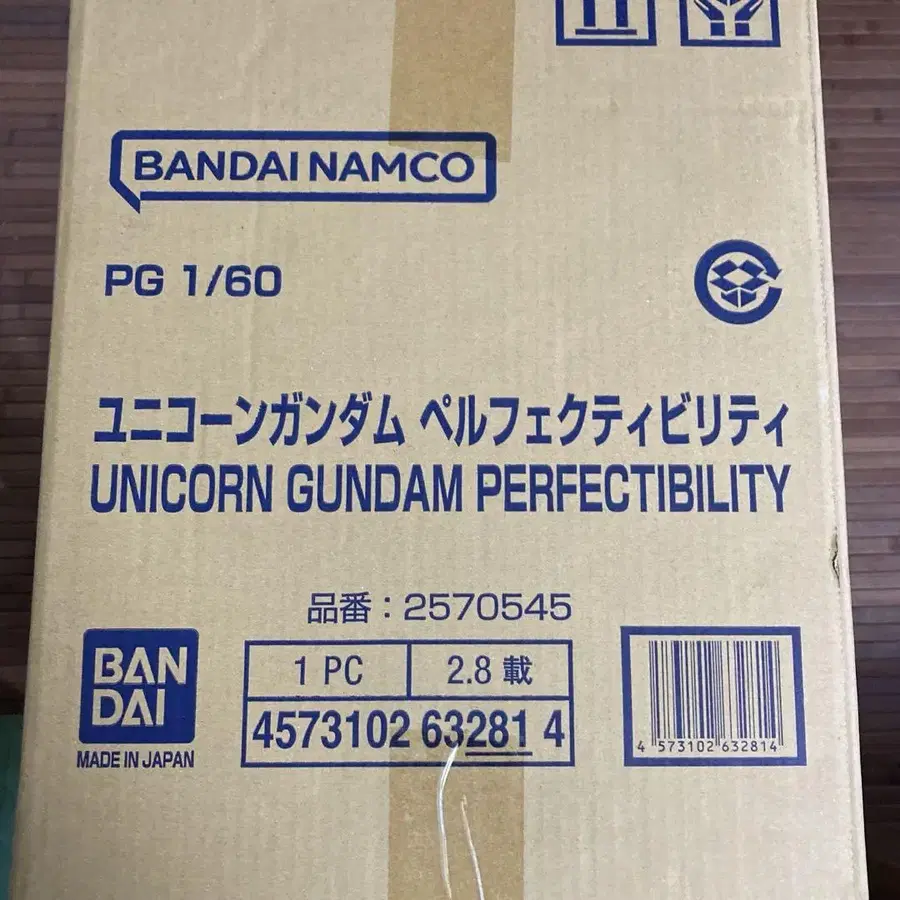 BANDAI NAMCO
PG 1/60
ユニコーンガンダム ペルフェクティビリティ
UNICORN GUNDAM PERFECTIBILITY
品番：2570545
BAN
DAI
MADE IN JAPAN
1 PC
2.8 載
4573102 63281 4
4 573102 632814